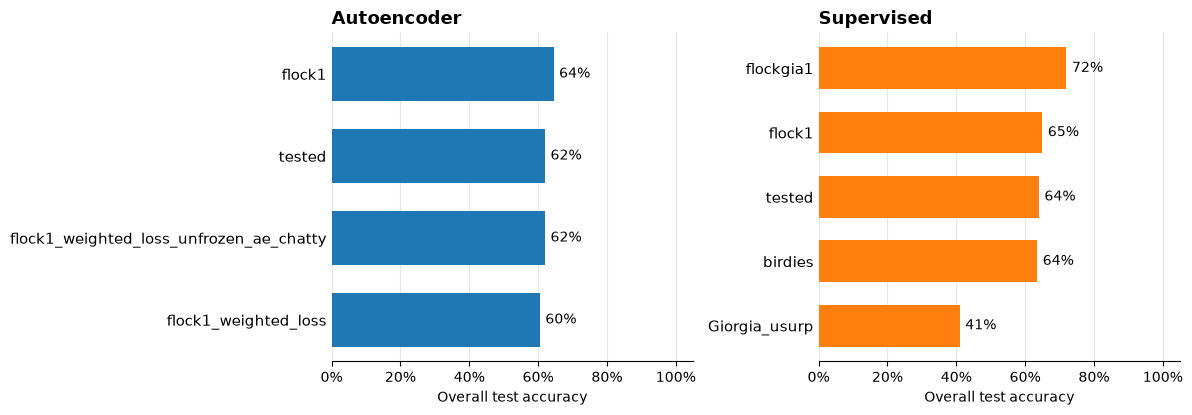 Autoencoder
flock1
64%
tested
62%
flock1_weighted_loss_unfrozen_ae_chatty
62%
flock1_weighted_loss
60%
0% 20% 40% 60% 80% 100%
Overall test accuracy
Supervised
flockgia1
72%
flock1
65%
tested
64%
birdies
64%
Giorgia_usurp
41%
0% 20% 40% 60% 80% 100%
Overall test accuracy